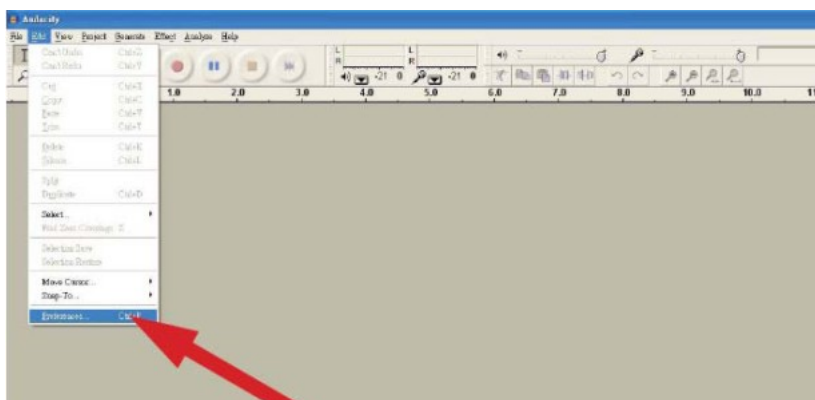 Audacity
File Edit View Project Generate Effect Analyze Help
Can't Undo Ctrl+Z
Can't Redo Ctrl+Y
Cut Ctrl+X
Copy Ctrl+C
Paste Ctrl+V
Trim Ctrl+T
Delete Ctrl+K
Silence Ctrl+L
Split
Duplicate Ctrl+D
Select...
Find Zero Crossings Z
Selection Save
Selection Restore
Move Cursor...
Snap-To...
Preferences... Ctrl+P
L
R
L
R
-21 0
-21 0
1.0 2.0 3.0 4.0 5.0 6.0 7.0 8.0 9.0 10.0